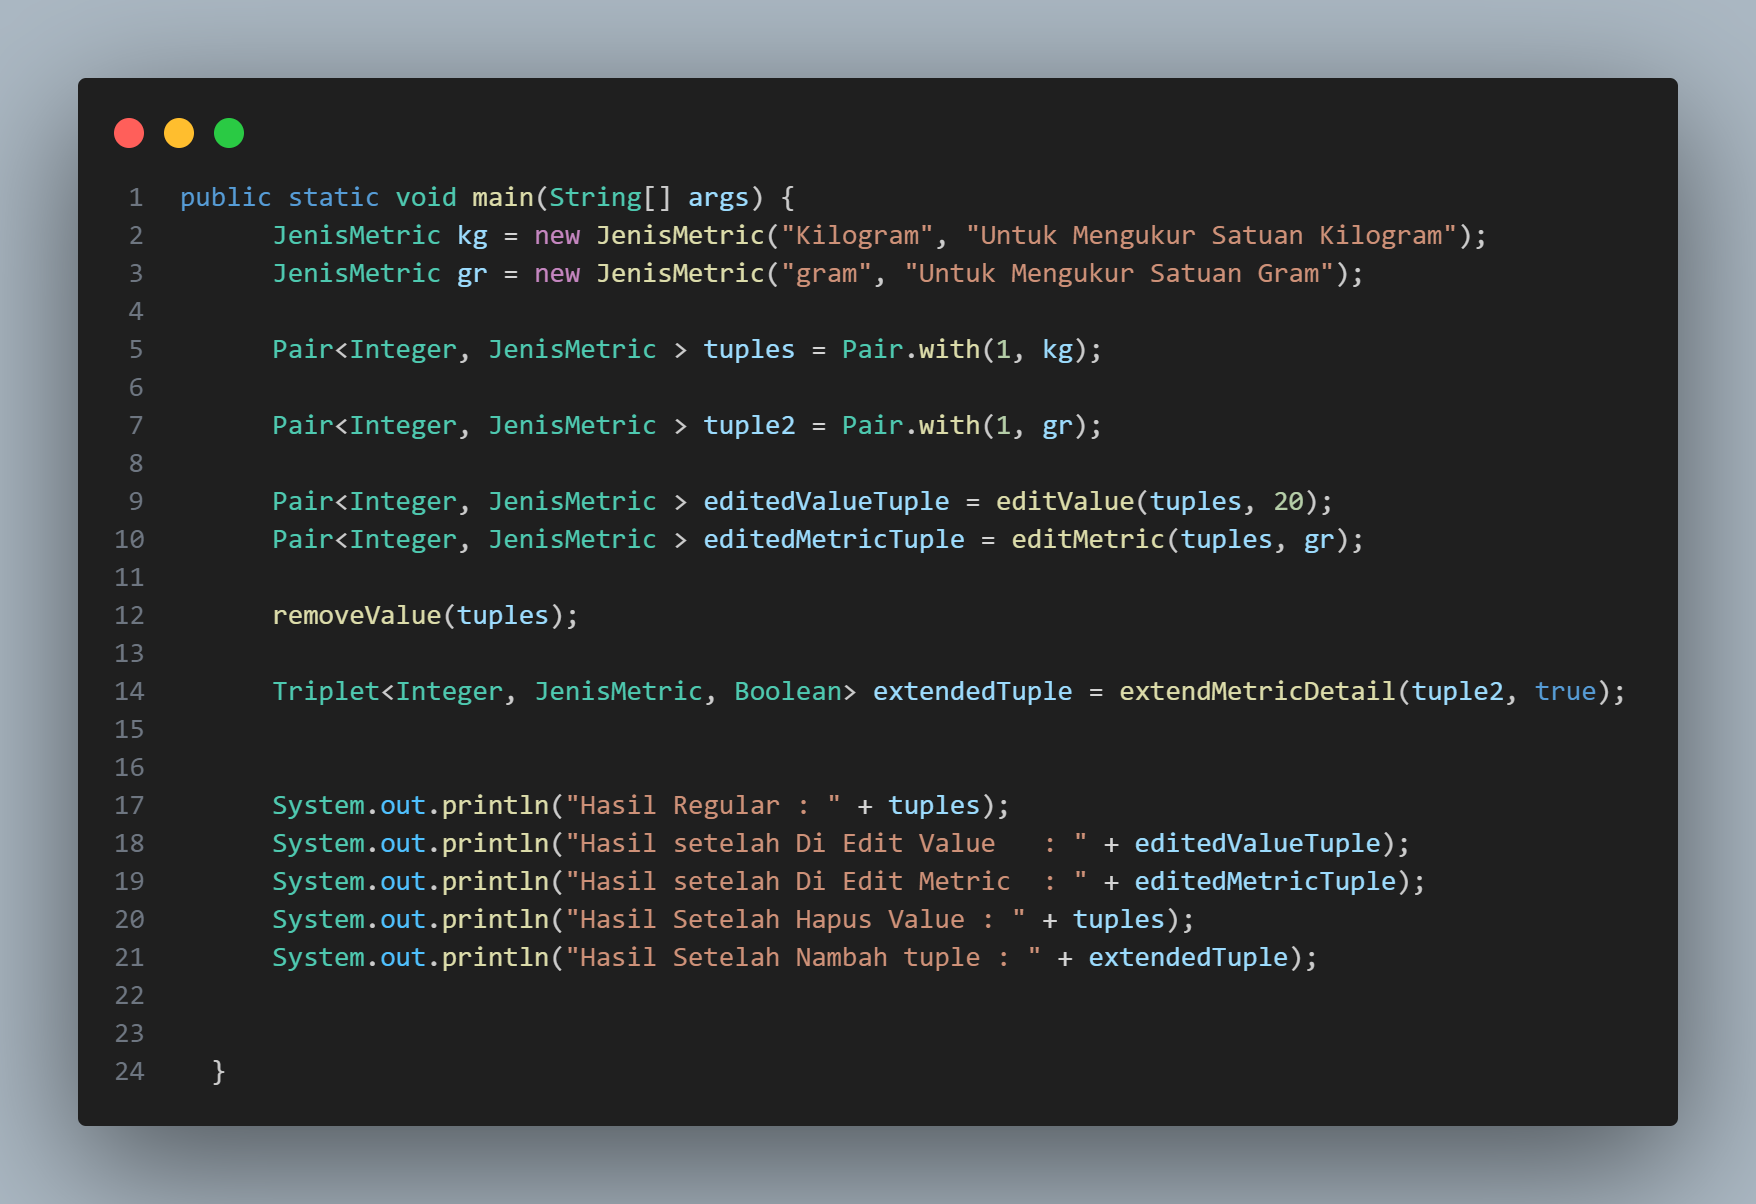 1 public static void main(String[] args) {
2 JenisMetric kg = new JenisMetric("Kilogram", "Untuk Mengukur Satuan Kilogram");
3 JenisMetric gr = new JenisMetric("gram", "Untuk Mengukur Satuan Gram");
4
5 Pair<Integer, JenisMetric > tuples = Pair.with(1, kg);
6
7 Pair<Integer, JenisMetric > tuple2 = Pair.with(1, gr);
8
9 Pair<Integer, JenisMetric > editedValueTuple = editValue(tuples, 20);
10 Pair<Integer, JenisMetric > editedMetricTuple = editMetric(tuples, gr);
11
12 removeValue(tuples);
13
14 Triplet<Integer, JenisMetric, Boolean> extendedTuple = extendMetricDetail(tuple2, true);
15
16
17 System.out.println("Hasil Regular : " + tuples);
18 System.out.println("Hasil setelah Di Edit Value   : " + editedValueTuple);
19 System.out.println("Hasil setelah Di Edit Metric  : " + editedMetricTuple);
20 System.out.println("Hasil Setelah Hapus Value : " + tuples);
21 System.out.println("Hasil Setelah Nambah tuple : " + extendedTuple);
22
23
24 }